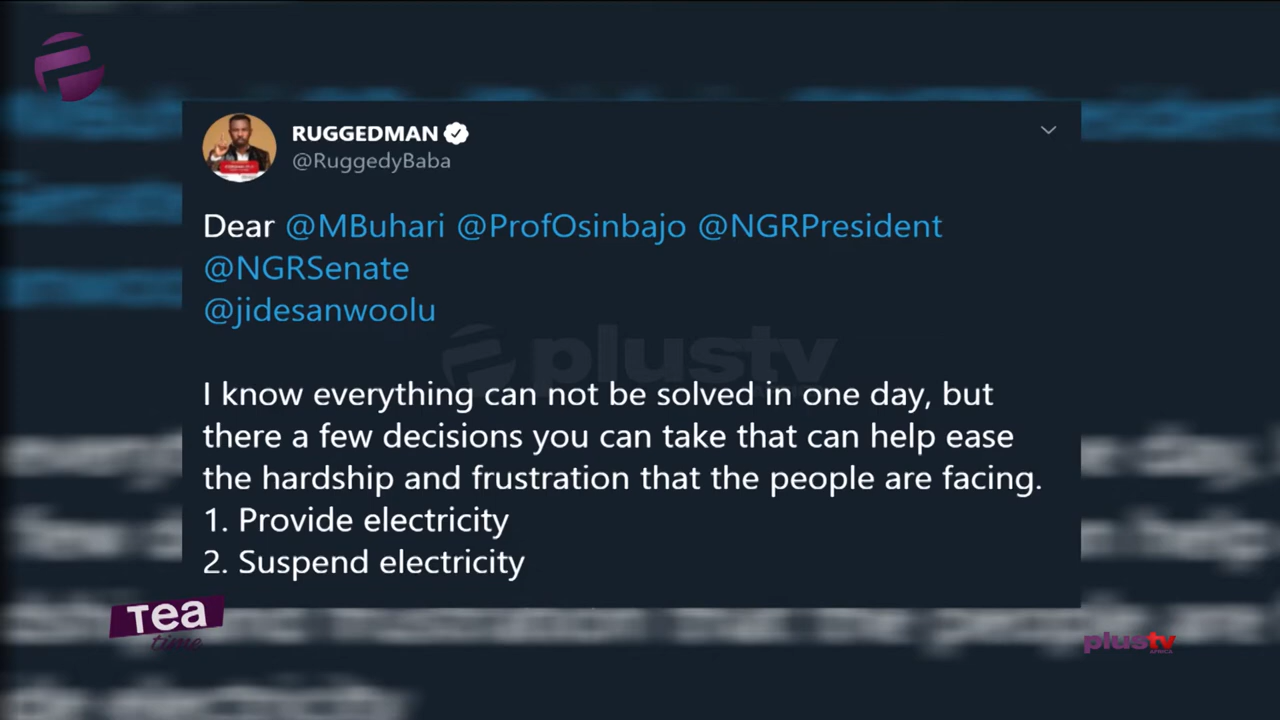 RUGGEDMAN
@RuggedyBaba
Dear @MBuhari @ProfOsinbajo @NGRPresident
@NGRSenate
@jidesanwoolu
plustv
I know everything can not be solved in one day, but
there a few decisions you can take that can help ease
the hardship and frustration that the people are facing.
1. Provide electricity
2. Suspend electricity
Tea
time
plustv
AFRICA